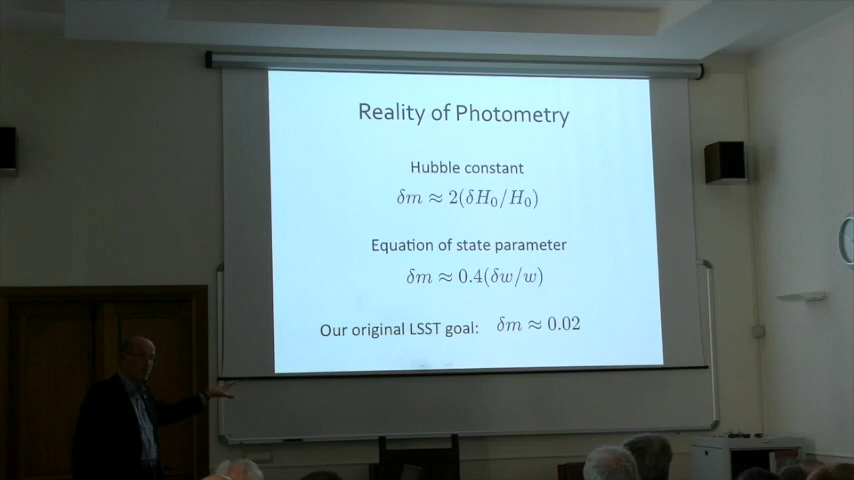 Reality of Photometry
Hubble constant
δm ≈ 2(δH₀/H₀)
Equation of state parameter
δm ≈ 0.4(δw/w)
Our original LSST goal: δm ≈ 0.02